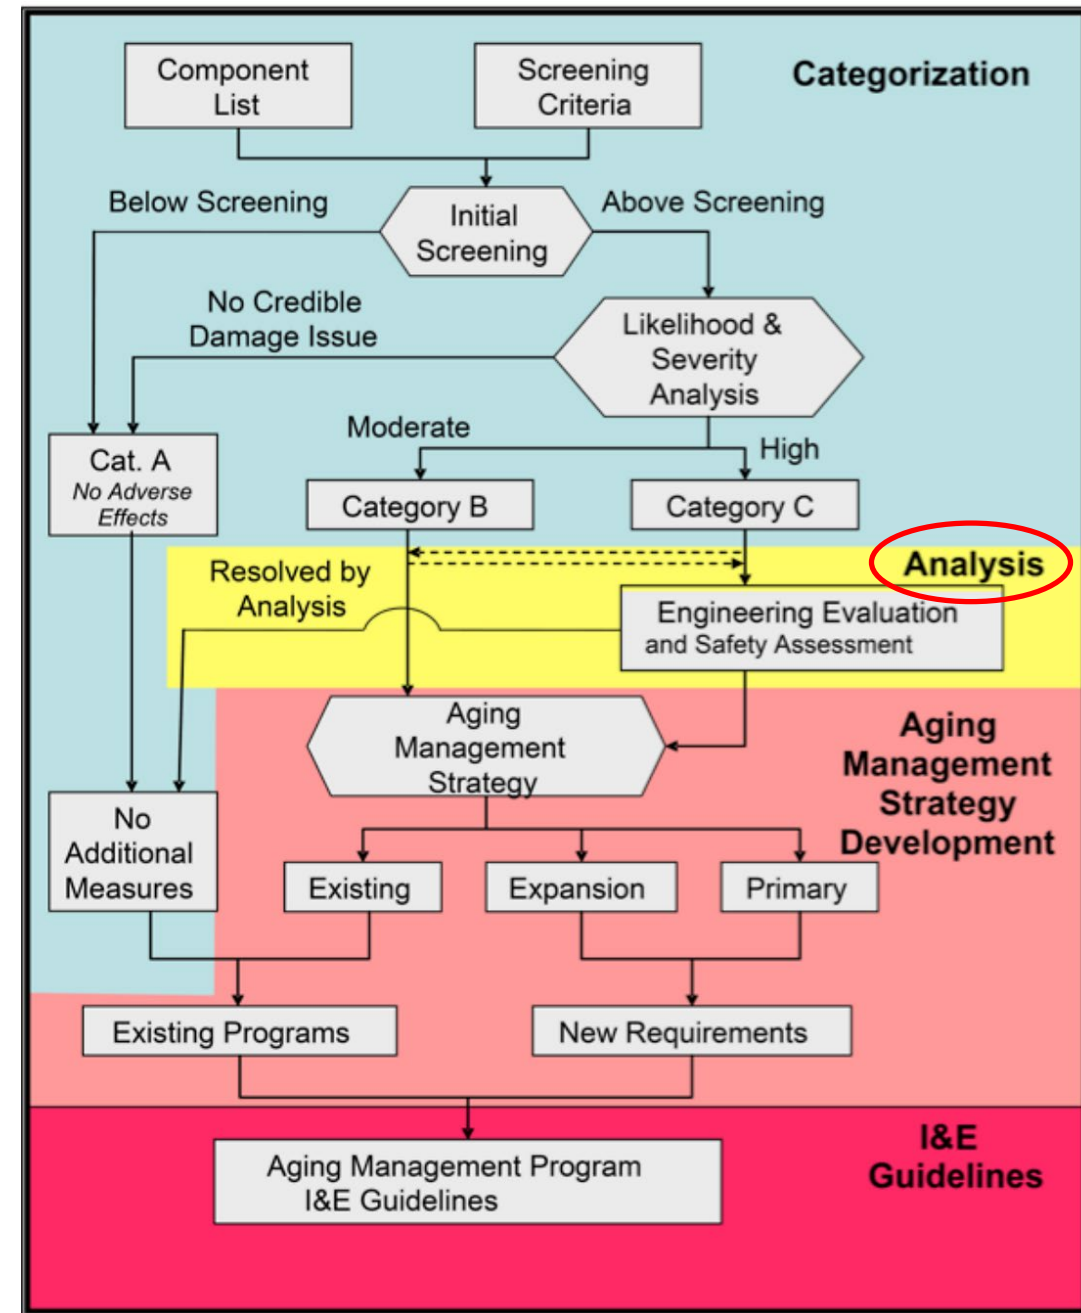 Component
List
Screening
Criteria
Categorization
Below Screening
Initial
Screening
Above Screening
No Credible
Damage Issue
Likelihood &
Severity
Analysis
Moderate
High
Cat. A
No Adverse
Effects
Category B
Category C
Analysis
Resolved by
Analysis
Engineering Evaluation
and Safety Assessment
Aging
Management
Strategy
Aging
Management
Strategy
Development
No
Additional
Measures
Existing
Expansion
Primary
Existing Programs
New Requirements
I&E
Guidelines
Aging Management Program
I&E Guidelines